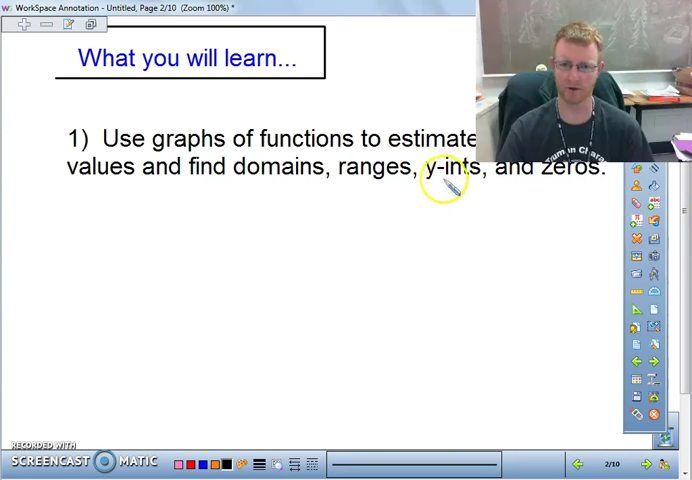 WorkSpace Annotation - Untitled, Page 2/10 (Zoom 100%) *
What you will learn...
1) Use graphs of functions to estimate
values and find domains, ranges, y-ints, and zeros.
RECORDED WITH
SCREENCAST MATIC
2/10